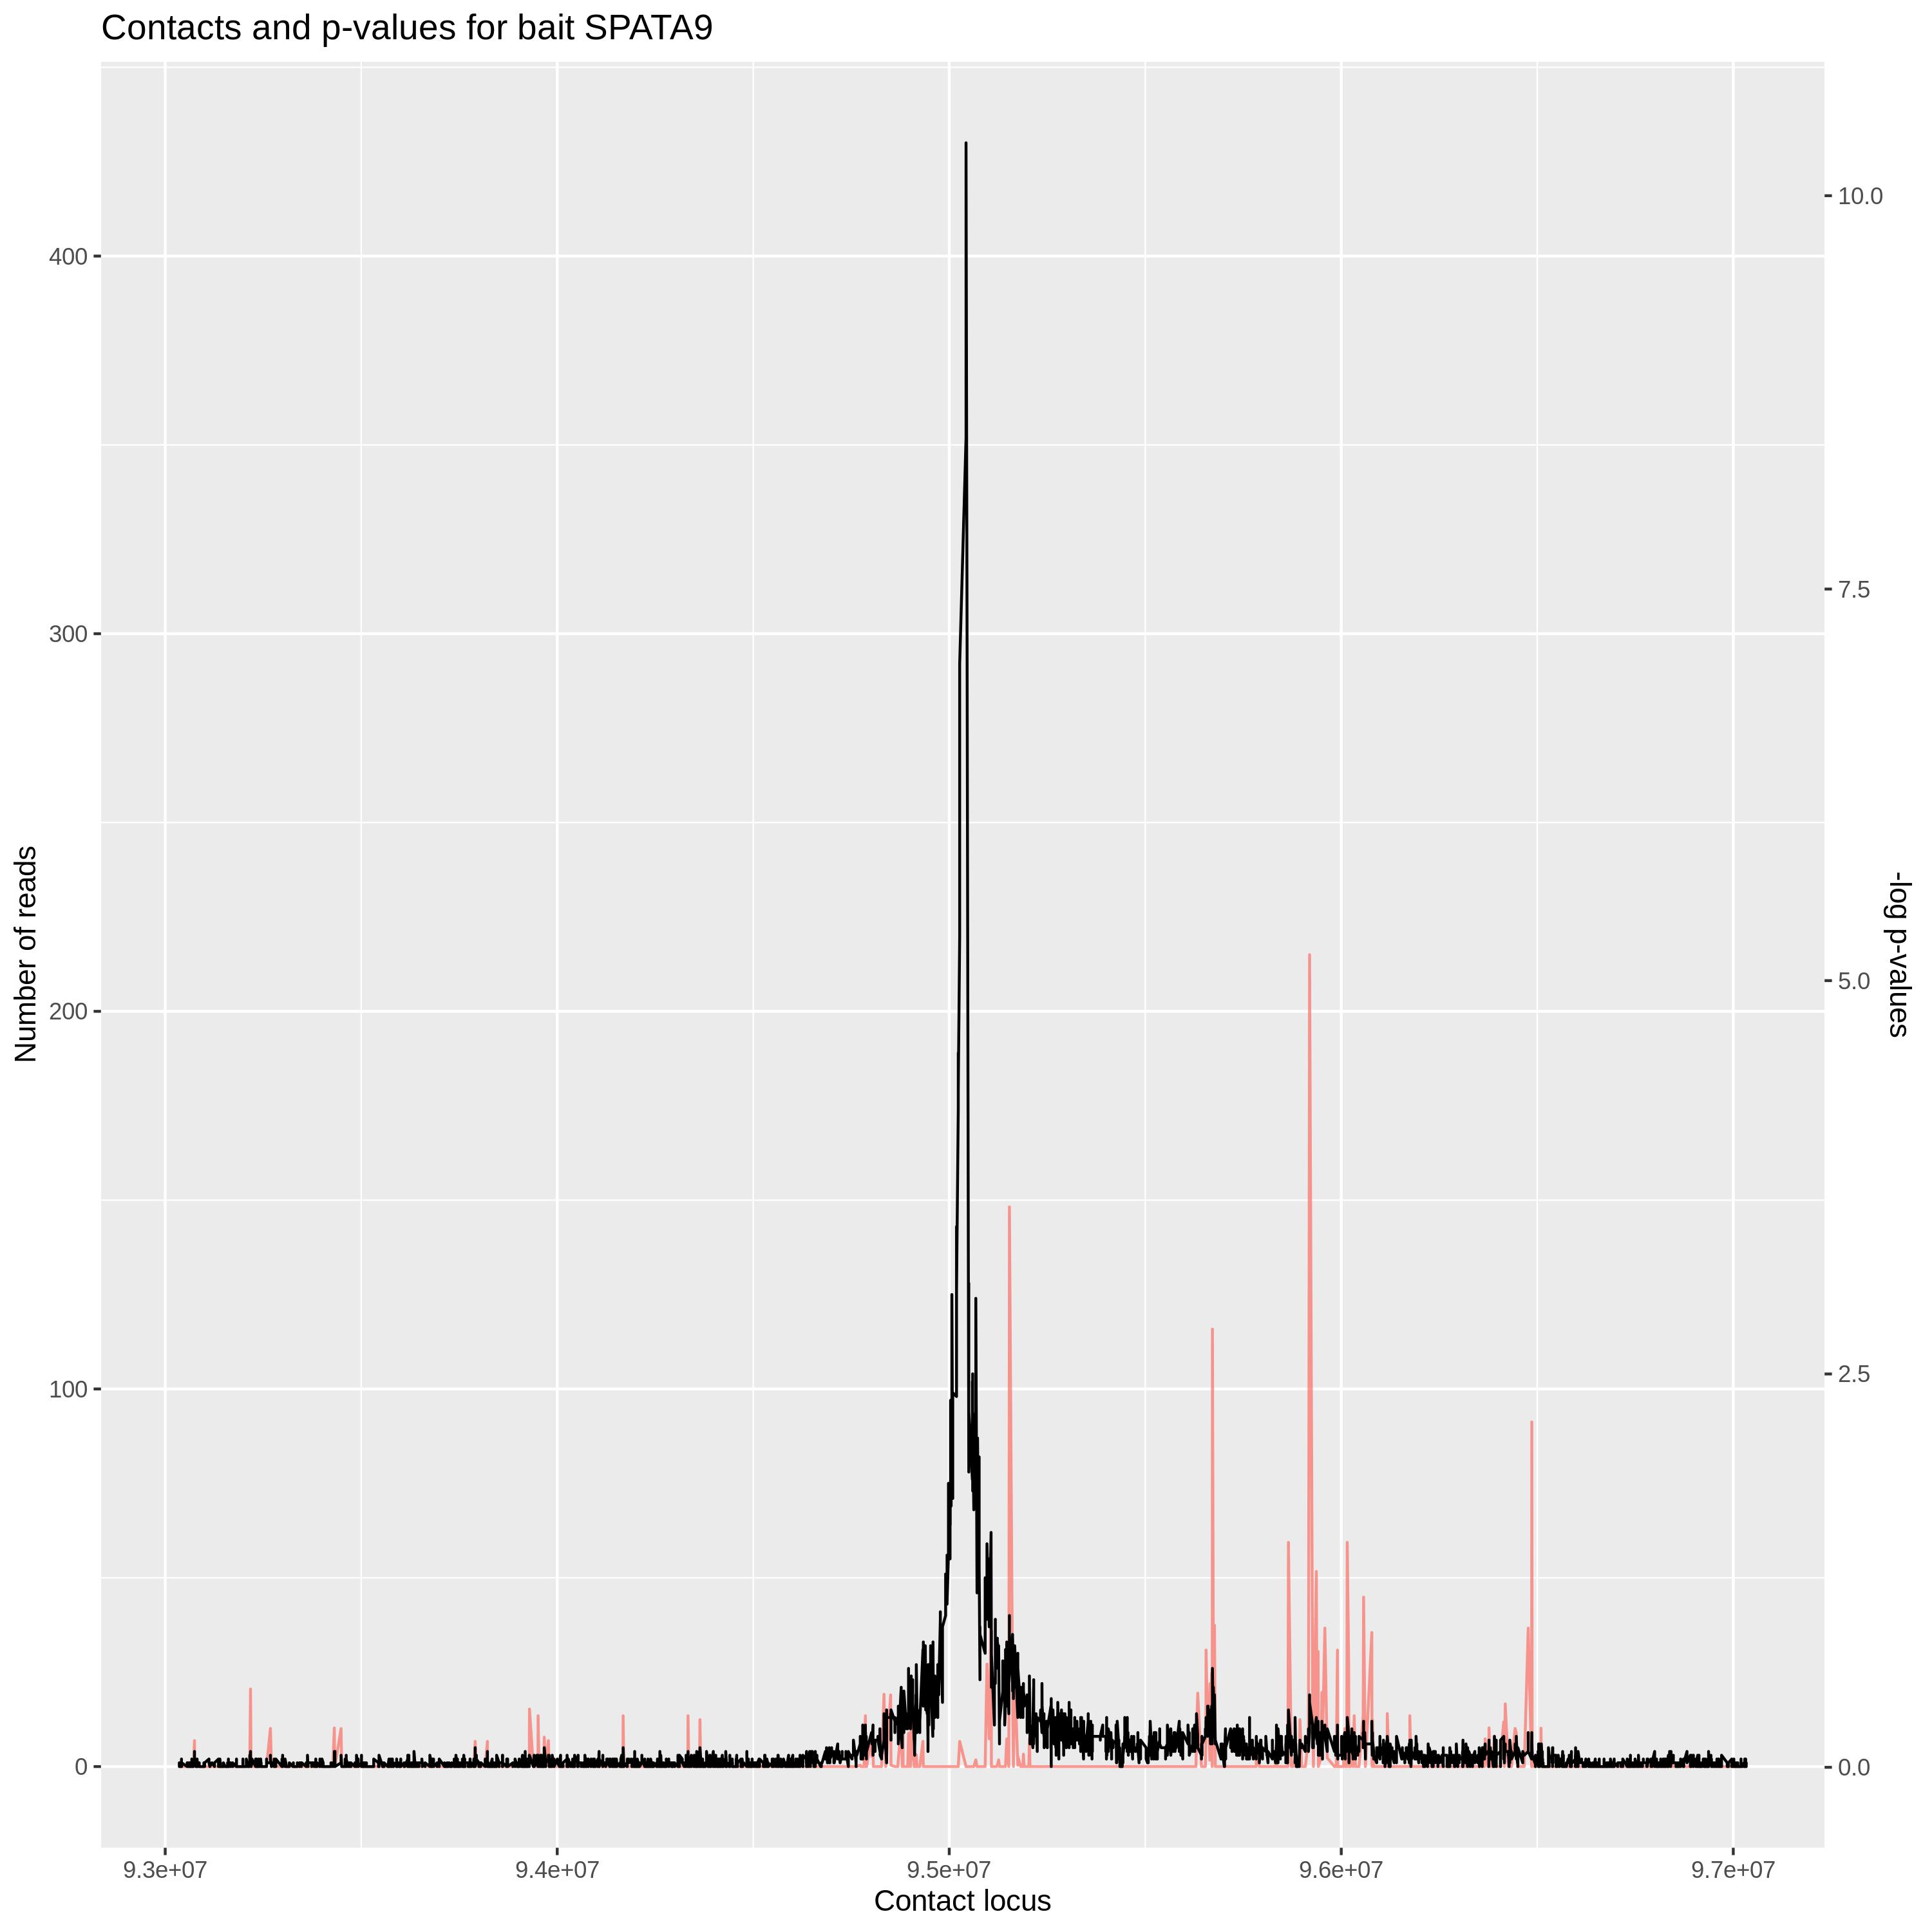 Contacts and p-values for bait SPATA9
Number of reads
400
300
200
100
0
10.0
7.5
5.0
2.5
0.0
-log p-values
9.3e+07
9.4e+07
9.5e+07
9.6e+07
9.7e+07
Contact locus